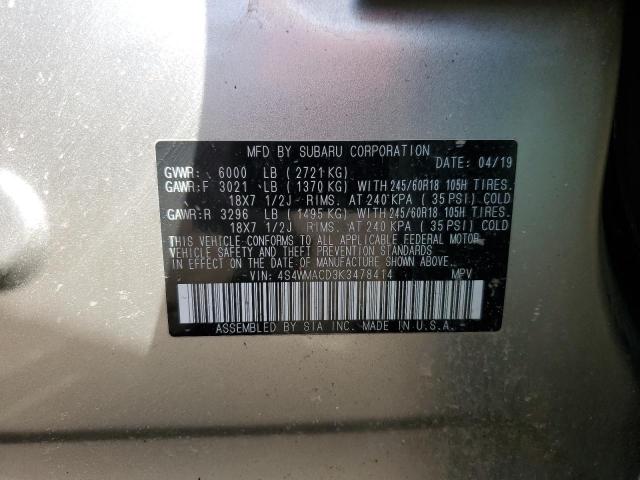 MFD BY SUBARU CORPORATION
DATE: 04/19
GVWR: 6000 LB (2721 KG)
GAWR:F 3021 LB (1370 KG) WITH 245/60R18 105H TIRES.
18X7 1/2J RIMS. AT 240 KPA (35 PSI) COLD
GAWR:R 3296 LB (1495 KG) WITH 245/60R18 105H TIRES.
18X7 1/2J RIMS. AT 240 KPA (35 PSI) COLD
THIS VEHICLE CONFORMS TO ALL APPLICABLE FEDERAL MOTOR
VEHICLE SAFETY AND THEFT PREVENTION STANDARDS IN
EFFECT ON THE DATE OF MANUFACTURE SHOWN ABOVE.
VIN: 4S4WMACD3K3478414 MPV
ASSEMBLED BY SIA INC. MADE IN U.S.A.